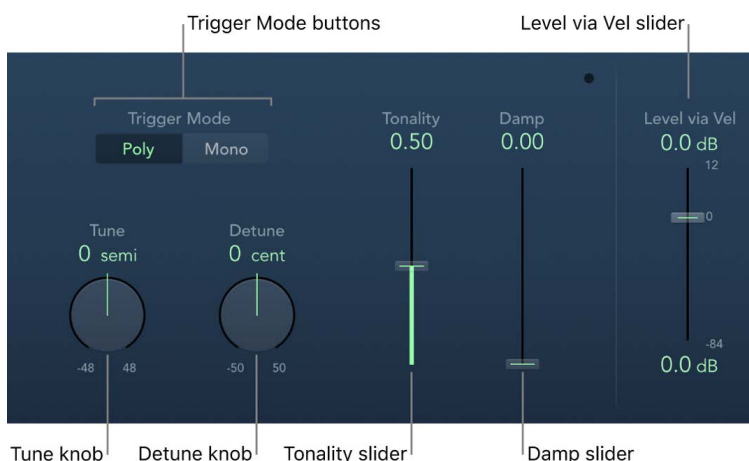 Trigger Mode buttons
Level via Vel slider
Trigger Mode
Poly
Mono
Tonality
0.50
Damp
0.00
Level via Vel
0.0 dB
12
0
-84
0.0 dB
Tune
0 semi
-48 48
Detune
0 cent
-50 50
Tune knob
Detune knob
Tonality slider
Damp slider